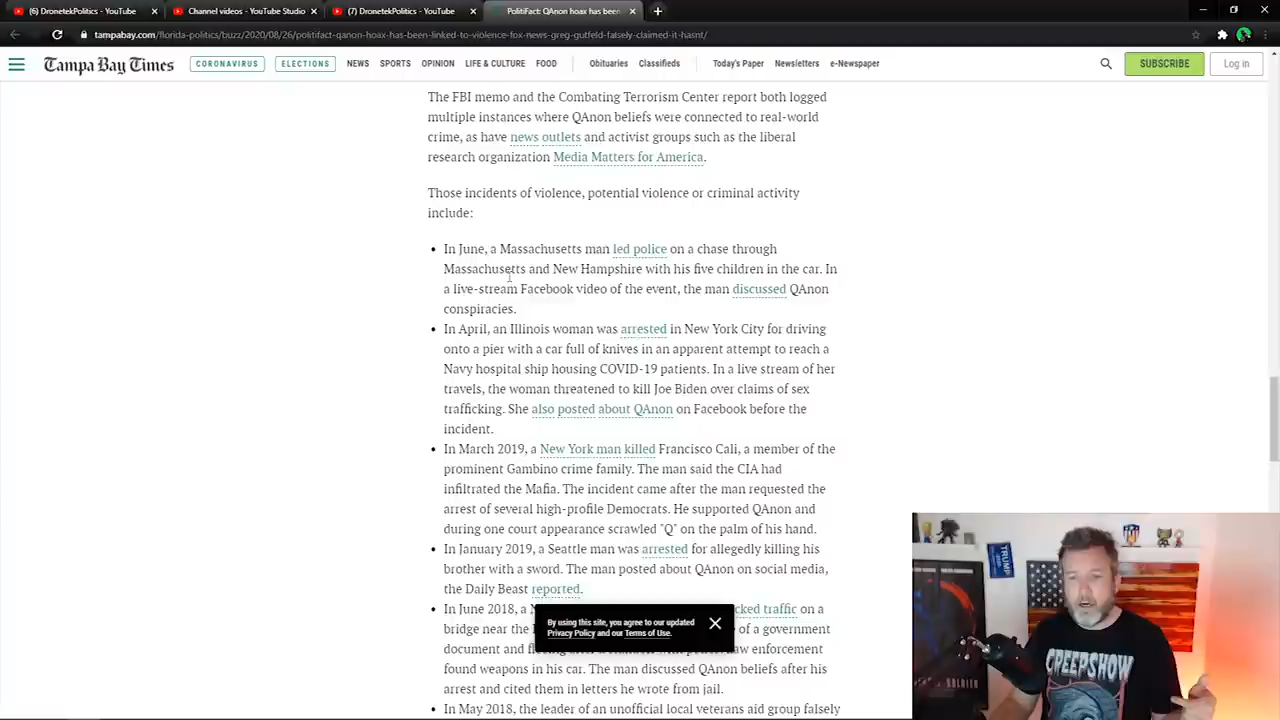 (6) DronetekPolitics - YouTube
Channel videos - YouTube Studio
(7) DronetekPolitics - YouTube
PolitiFact: QAnon hoax has been
tampabay.com/florida-politics/buzz/2020/08/26/politifact-qanon-hoax-has-been-linked-to-violence-fox-news-greg-gutfeld-falsely-claimed-it-hasnt/
Tampa Bay Times CORONAVIRUS ELECTIONS NEWS SPORTS OPINION LIFE & CULTURE FOOD Obituaries Classifieds Today's Paper Newsletters e-Newspaper SUBSCRIBE Log in
The FBI memo and the Combating Terrorism Center report both logged
multiple instances where QAnon beliefs were connected to real-world
crime, as have news outlets and activist groups such as the liberal
research organization Media Matters for America.
Those incidents of violence, potential violence or criminal activity
include:
• In June, a Massachusetts man led police on a chase through
Massachusetts and New Hampshire with his five children in the car. In
a live-stream Facebook video of the event, the man discussed QAnon
conspiracies.
• In April, an Illinois woman was arrested in New York City for driving
onto a pier with a car full of knives in an apparent attempt to reach a
Navy hospital ship housing COVID-19 patients. In a live stream of her
travels, the woman threatened to kill Joe Biden over claims of sex
trafficking. She also posted about QAnon on Facebook before the
incident.
• In March 2019, a New York man killed Francisco Cali, a member of the
prominent Gambino crime family. The man said the CIA had
infiltrated the Mafia. The incident came after the man requested the
arrest of several high-profile Democrats. He supported QAnon and
during one court appearance scrawled "Q" on the palm of his hand.
• In January 2019, a Seattle man was arrested for allegedly killing his
brother with a sword. The man posted about QAnon on social media,
the Daily Beast reported.
• In June 2018, a cked traffic on a
bridge near the of a government
document and law enforcement
found weapons in his car. The man discussed QAnon beliefs after his
arrest and cited them in letters he wrote from jail.
• In May 2018, the leader of an unofficial local veterans aid group falsely
By using this site, you agree to our updated
Privacy Policy and our Terms of Use.
TRUMP
CREEPSHOW
SOLDIER